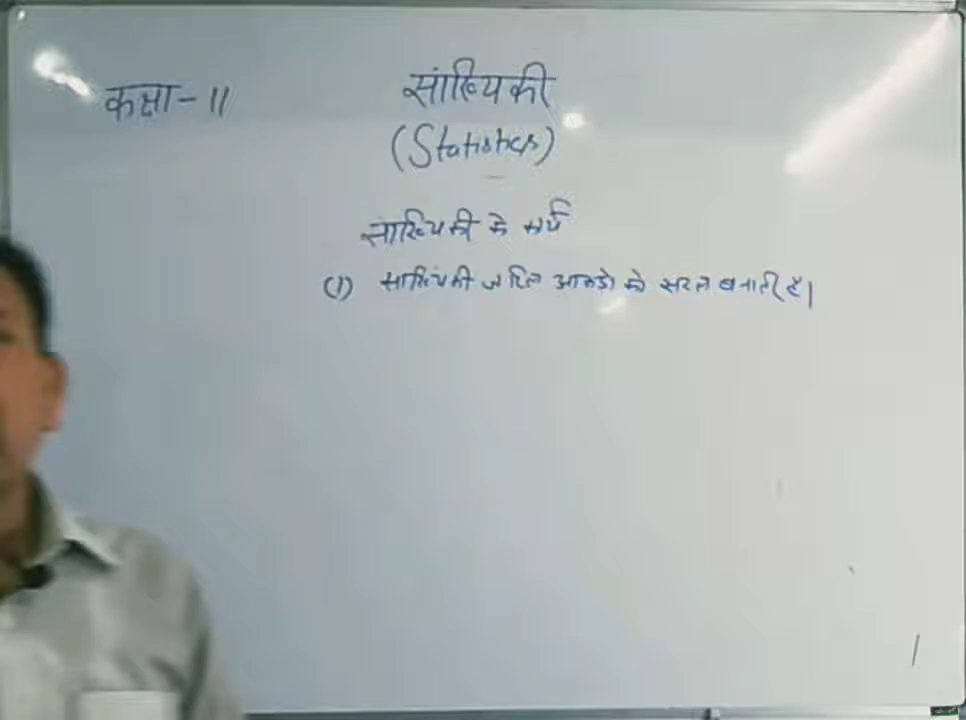 कक्षा - 11
सांख्यिकी
(Statistics)
सांख्यिकी के कार्य
(1) सांख्यिकी जटिल आकडो को सरल बनाती है।